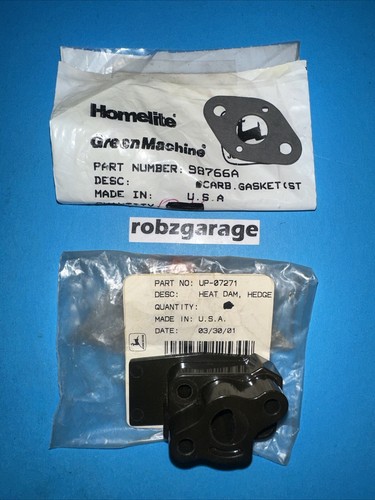 Homelite
GreenMachine
PART NUMBER: 98766A
DESC: CARB.GASKET(ST
MADE IN: U.S.A
QUANTITY:
robzgarage
PART NO: UP-07271
DESC: HEAT DAM, HEDGE
QUANTITY:
MADE IN: U.S.A.
DATE: 03/30/01